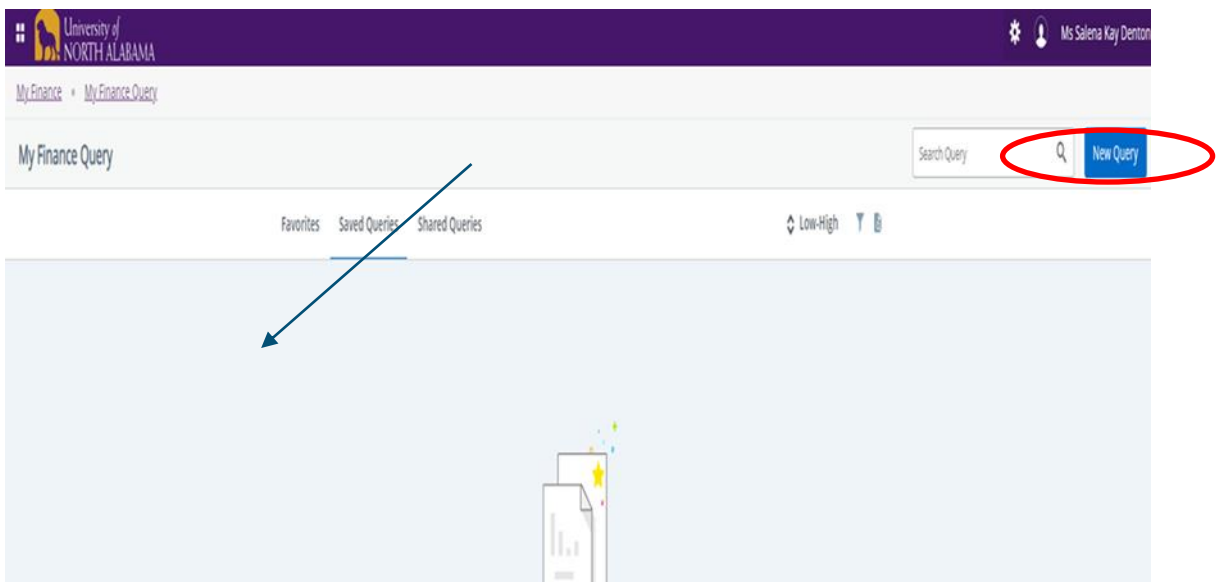 University of
NORTH ALABAMA
Ms Salena Kay Denton
My Finance • My Finance Query
My Finance Query
Search Query
New Query
Favorites Saved Queries Shared Queries
Low-High